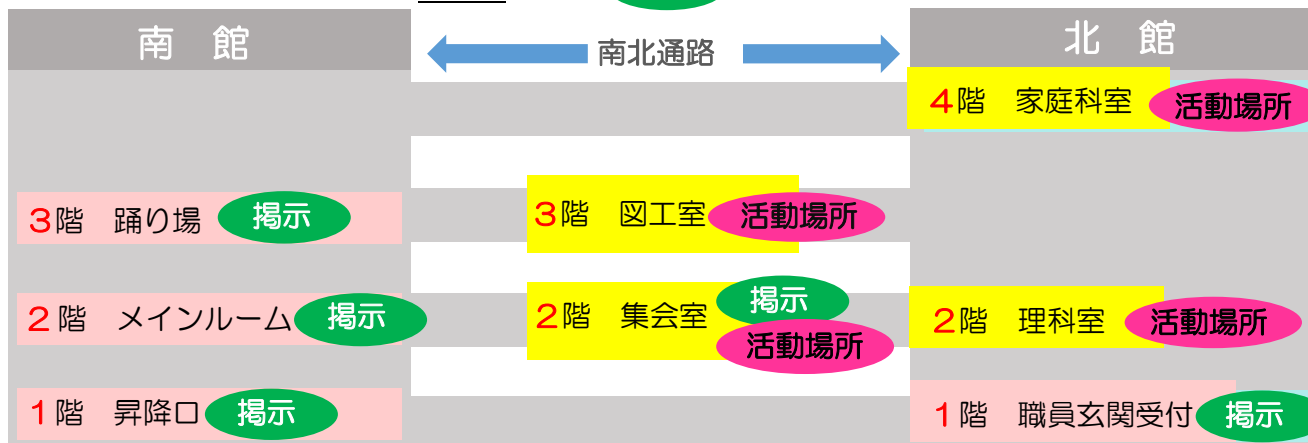 南 館
南北通路
北 館
4階 家庭科室 活動場所
3階 踊り場 掲示
3階 図工室 活動場所
2階 メインルーム 掲示
2階 集会室 掲示
活動場所
2階 理科室 活動場所
1階 昇降口 掲示
1階 職員玄関受付 掲示